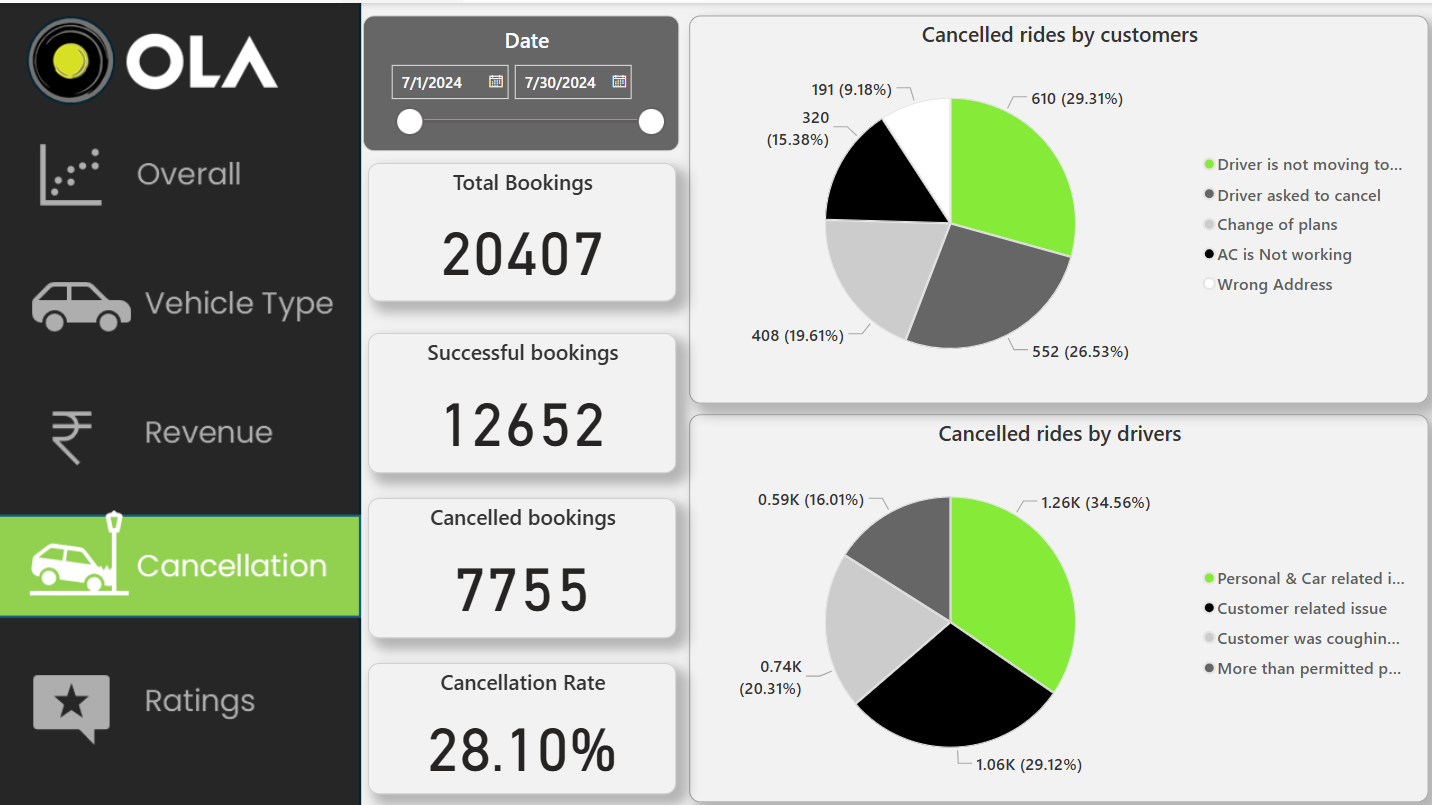 OLA
Overall
Vehicle Type
Revenue
Cancellation
Ratings
Date
7/1/2024
7/30/2024
Total Bookings
20407
Successful bookings
12652
Cancelled bookings
7755
Cancellation Rate
28.10%
Cancelled rides by customers
191 (9.18%)
610 (29.31%)
320
(15.38%)
408 (19.61%)
552 (26.53%)
Driver is not moving to...
Driver asked to cancel
Change of plans
AC is Not working
Wrong Address
Cancelled rides by drivers
0.59K (16.01%)
1.26K (34.56%)
0.74K
(20.31%)
1.06K (29.12%)
Personal & Car related i...
Customer related issue
Customer was coughin...
More than permitted p...